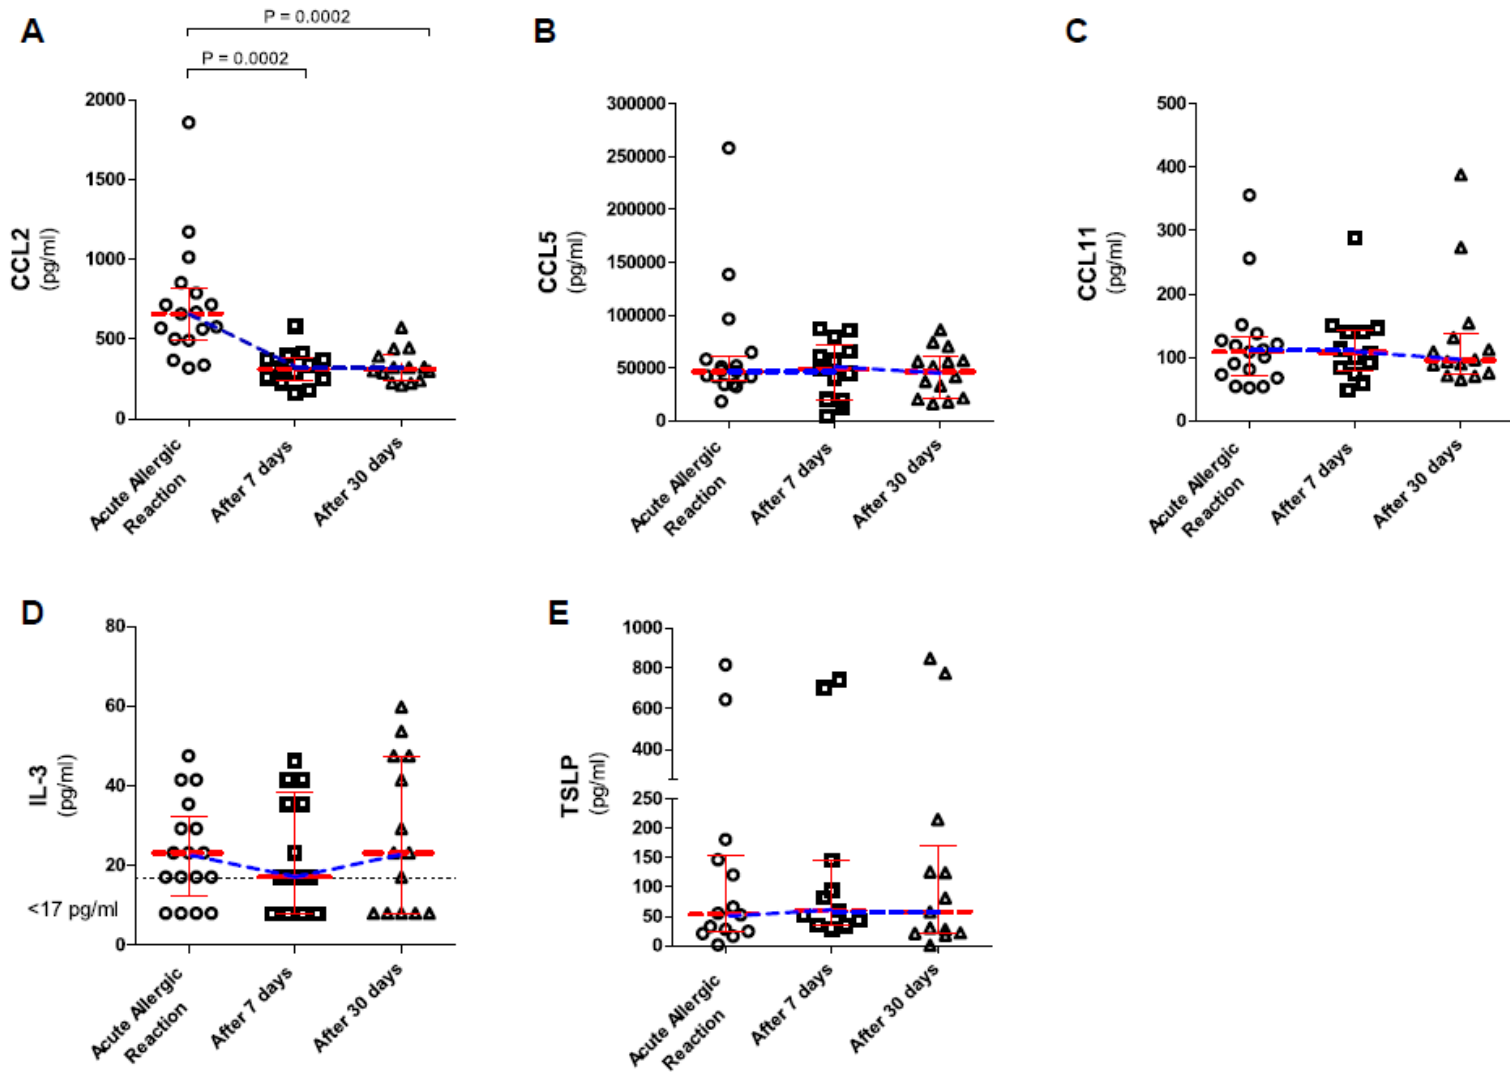 A
P = 0.0002
P = 0.0002
CCL2
(pg/ml)
2000
1500
1000
500
0
Acute Allergic
Reaction
After 7 days
After 30 days
B
CCL5
(pg/ml)
300000
250000
200000
150000
100000
50000
0
Acute Allergic
Reaction
After 7 days
After 30 days
C
CCL11
(pg/ml)
500
400
300
200
100
0
Acute Allergic
Reaction
After 7 days
After 30 days
D
IL-3
(pg/ml)
80
60
40
20
0
<17 pg/ml
Acute Allergic
Reaction
After 7 days
After 30 days
E
TSLP
(pg/ml)
1000
800
600
400
250
200
150
100
50
0
Acute Allergic
Reaction
After 7 days
After 30 days